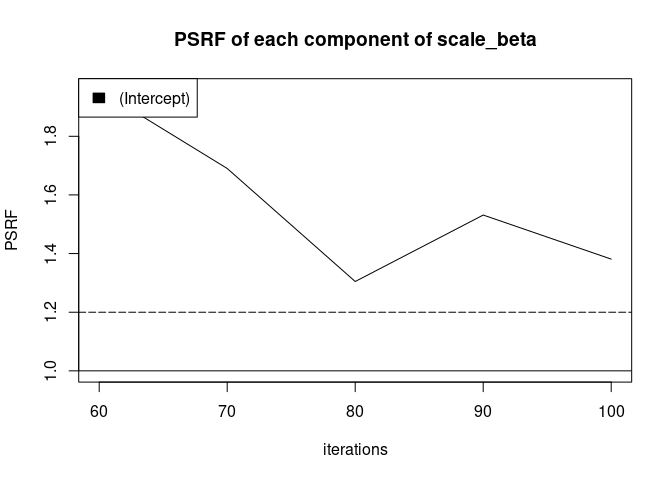 PSRF of each component of scale_beta
(Intercept)
PSRF
1.8
1.6
1.4
1.2
1.0
60 70 80 90 100
iterations